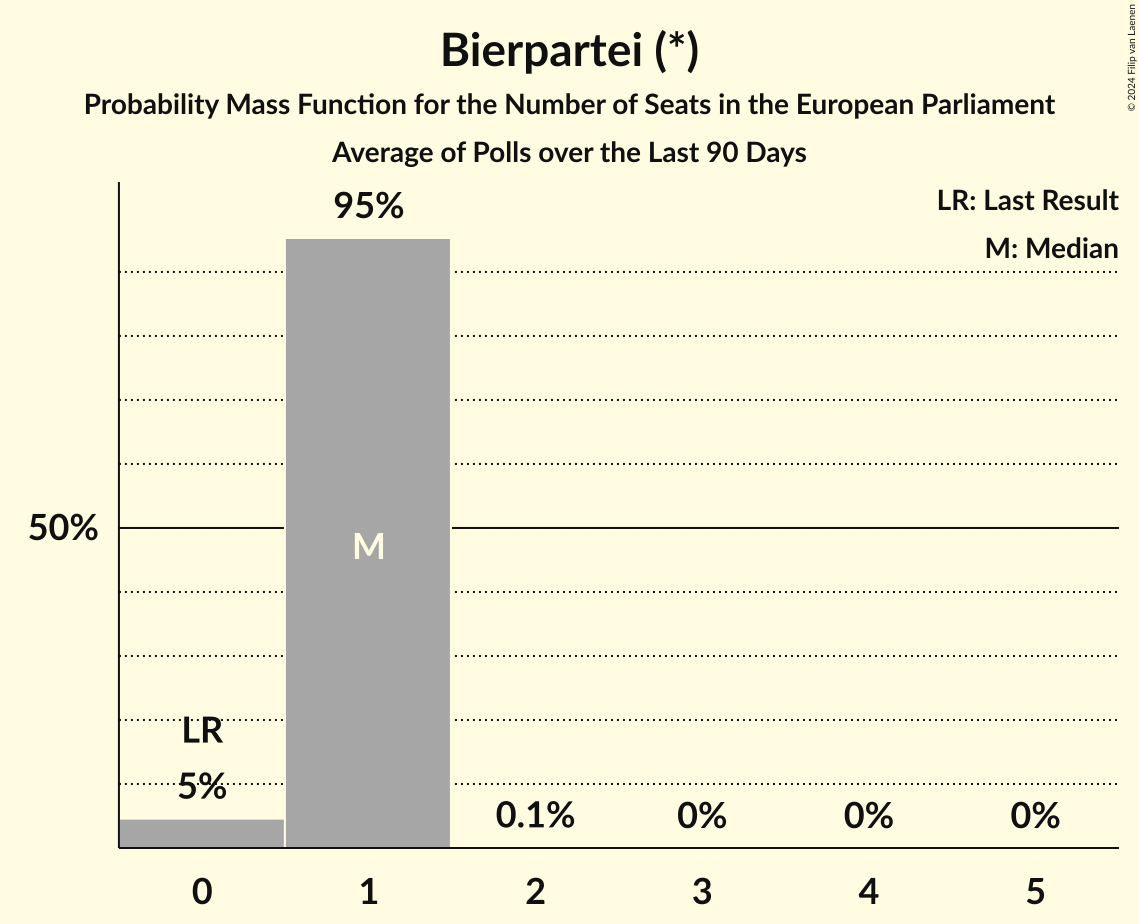 Bierpartei (*)
Probability Mass Function for the Number of Seats in the European Parliament
Average of Polls over the Last 90 Days
© 2024 Filip van Laenen
LR: Last Result
M: Median
95%
50%
M
LR
5%
0.1%
0%
0%
0%
0 1 2 3 4 5